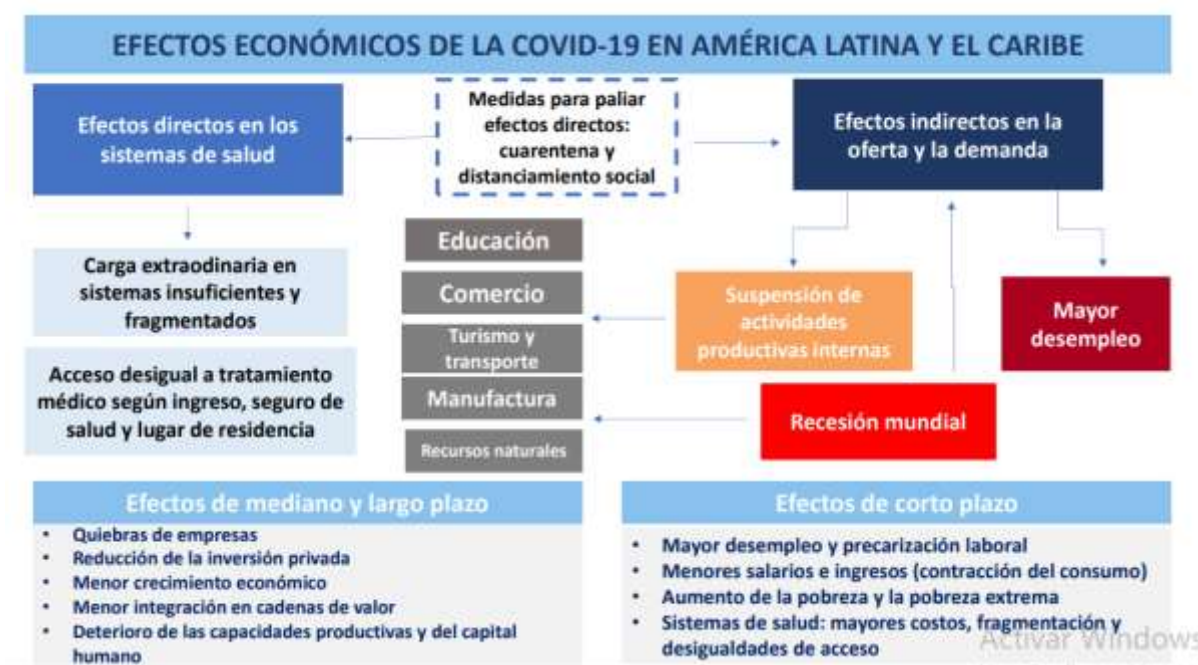 EFECTOS ECONÓMICOS DE LA COVID-19 EN AMÉRICA LATINA Y EL CARIBE
Efectos directos en los
sistemas de salud
Medidas para paliar
efectos directos:
cuarentena y
distanciamiento social
Efectos indirectos en la
oferta y la demanda
Carga extraodinaria en
sistemas insuficientes y
fragmentados
Acceso desigual a tratamiento
médico según ingreso, seguro de
salud y lugar de residencia
Educación
Comercio
Turismo y
transporte
Manufactura
Recursos naturales
Suspensión de
actividades
productivas internas
Mayor
desempleo
Recesión mundial
Efectos de mediano y largo plazo
• Quiebras de empresas
• Reducción de la inversión privada
• Menor crecimiento económico
• Menor integración en cadenas de valor
• Deterioro de las capacidades productivas y del capital
humano
Efectos de corto plazo
• Mayor desempleo y precarización laboral
• Menores salarios e ingresos (contracción del consumo)
• Aumento de la pobreza y la pobreza extrema
• Sistemas de salud: mayores costos, fragmentación y
desigualdades de acceso
Activar Windows